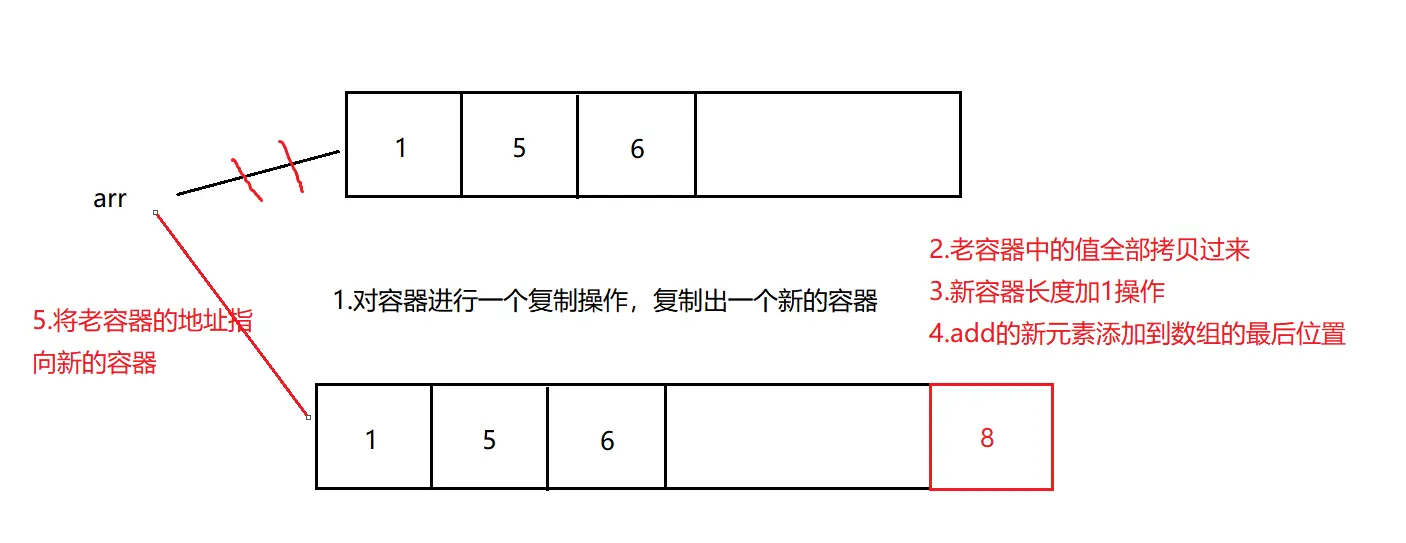 1 5 6
arr
2.老容器中的值全部拷贝过来
1.对容器进行一个复制操作，复制出一个新的容器
3.新容器长度加1操作
5.将老容器的地址指
4.add的新元素添加到数组的最后位置
向新的容器
1 5 6 8